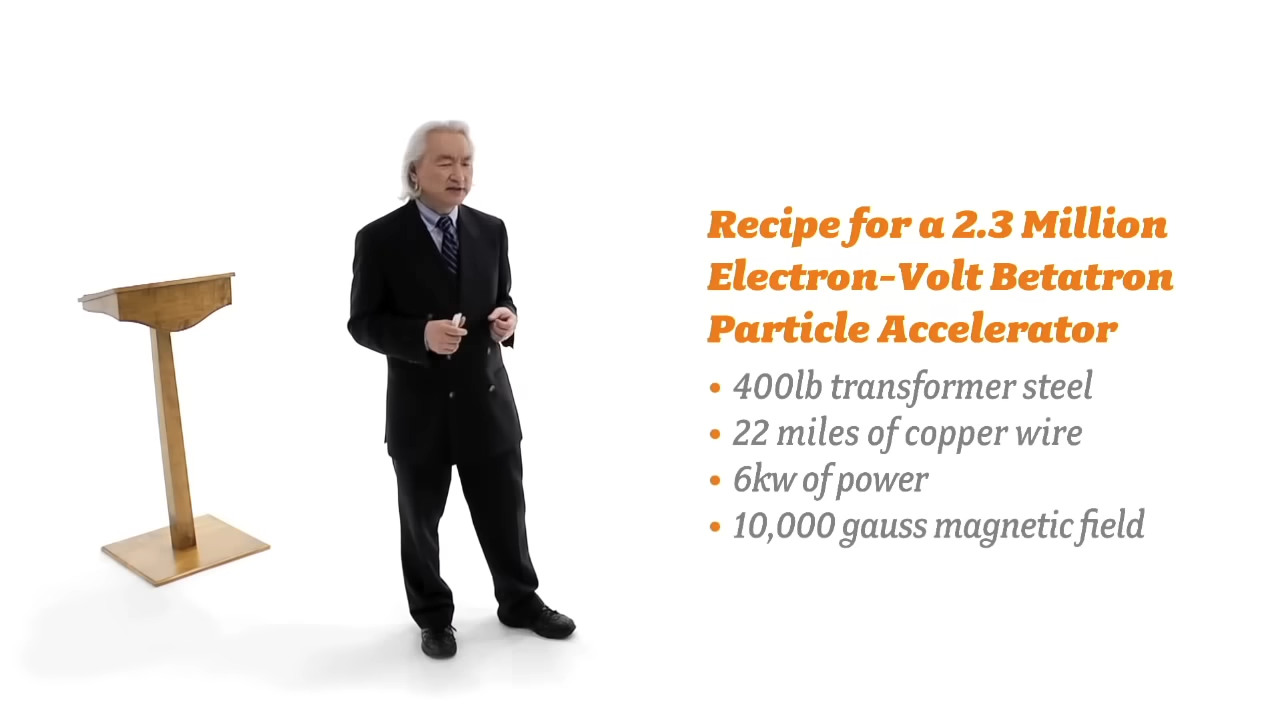 Recipe for a 2.3 Million
Electron-Volt Betatron
Particle Accelerator
• 400lb transformer steel
• 22 miles of copper wire
• 6kw of power
• 10,000 gauss magnetic field